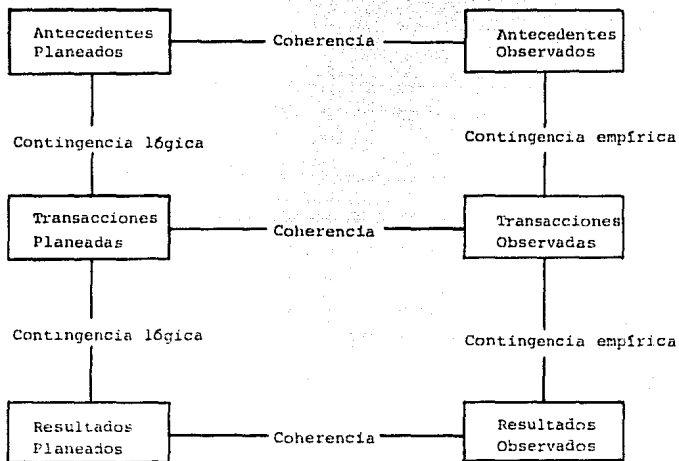 Antecedentes
Planeados
Coherencia
Antecedentes
Observados
Contingencia lógica
Contingencia empírica
Transacciones
Planeadas
Coherencia
Transacciones
Observadas
Contingencia lógica
Contingencia empírica
Resultados
Planeados
Coherencia
Resultados
Observados